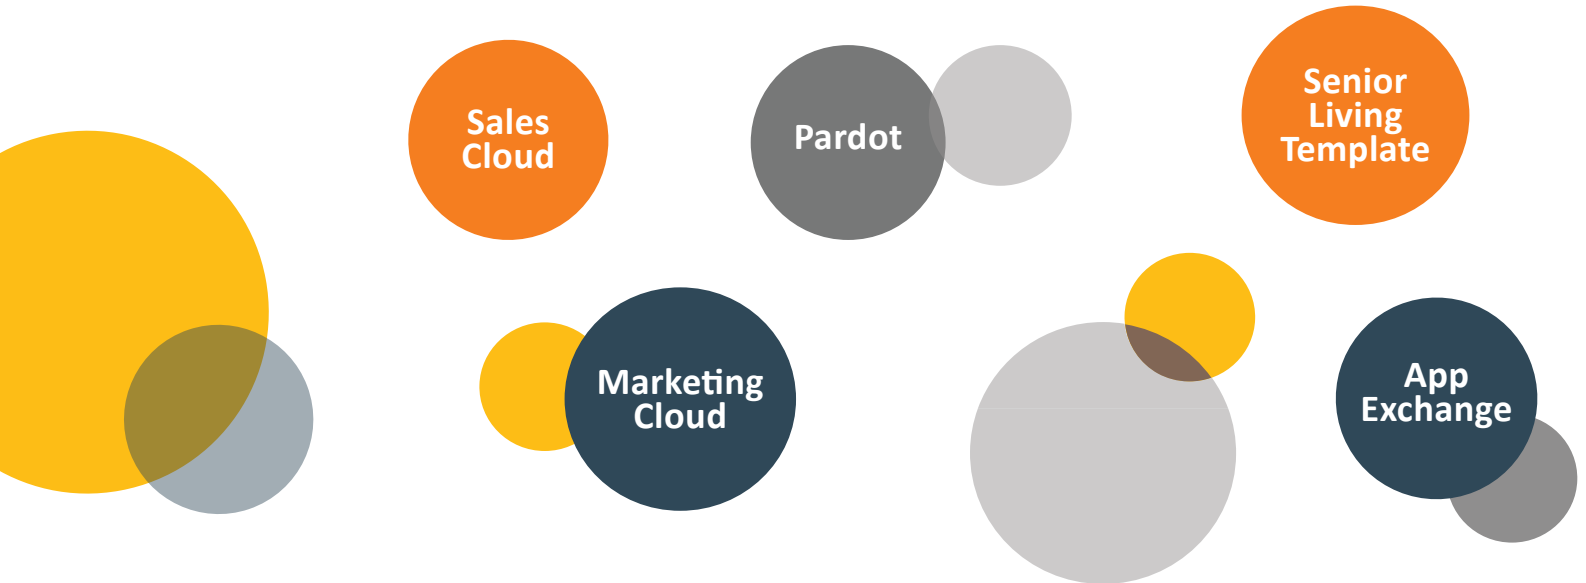 Sales
Cloud
Pardot
Senior
Living
Template
Marketing
Cloud
App
Exchange